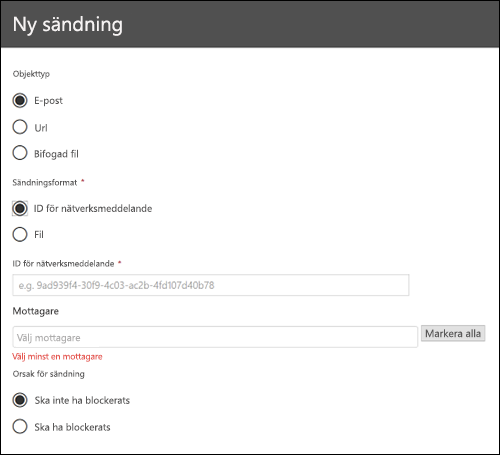 Ny sändning
Objekttyp
E-post
Url
Bifogad fil
Sändningsformat *
ID för nätverksmeddelande
Fil
ID för nätverksmeddelande *
e.g. 9ad939f4-30f9-4c03-ac2b-4fd107d40b78
Mottagare
Välj mottagare
Markera alla
Välj minst en mottagare
Orsak för sändning
Ska inte ha blockerats
Ska ha blockerats